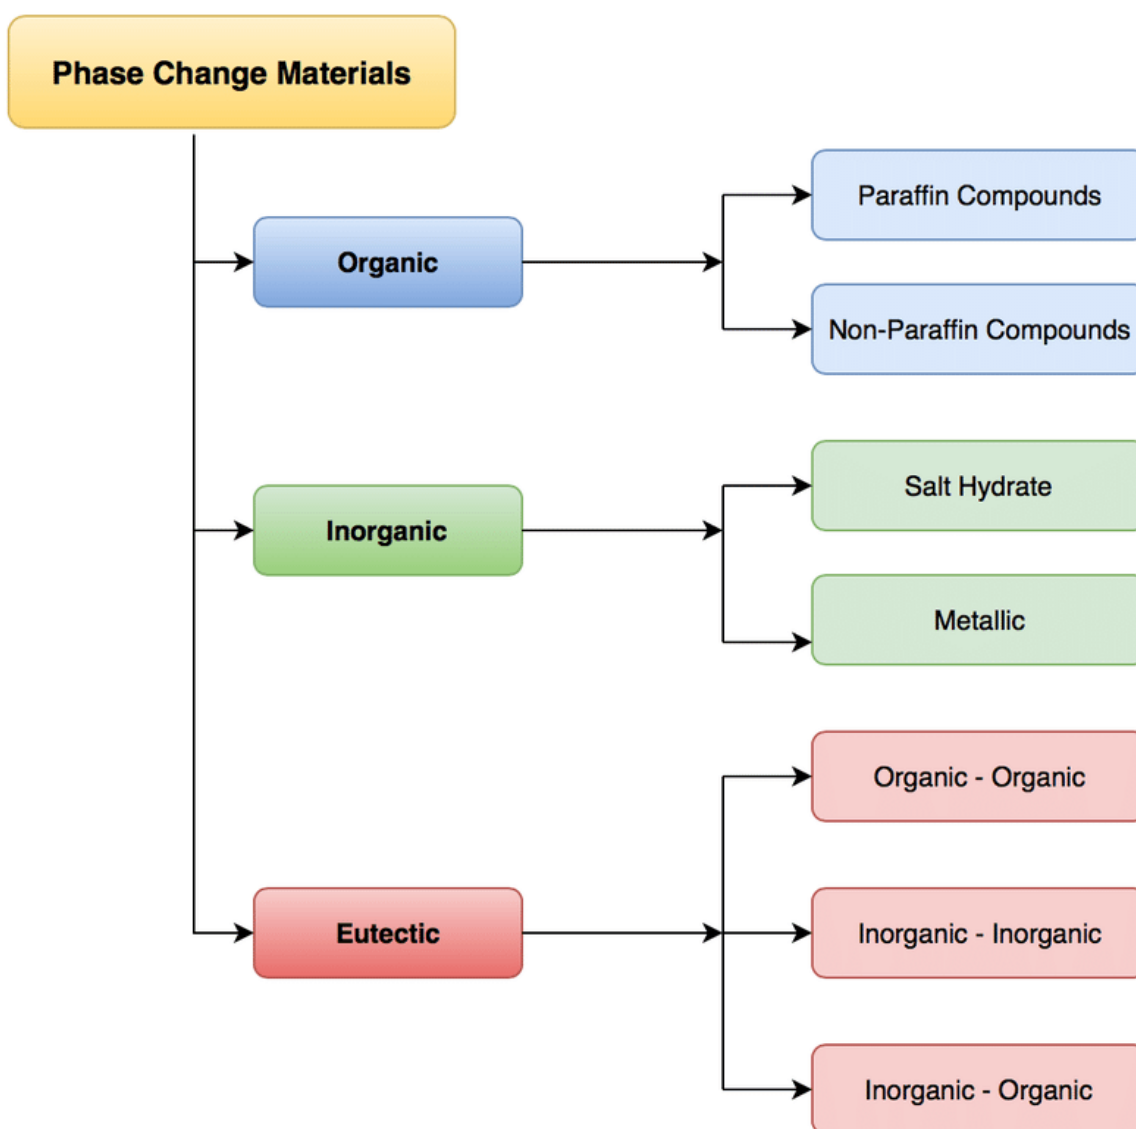 Phase Change Materials
Organic
Paraffin Compounds
Non-Paraffin Compounds
Inorganic
Salt Hydrate
Metallic
Eutectic
Organic - Organic
Inorganic - Inorganic
Inorganic - Organic